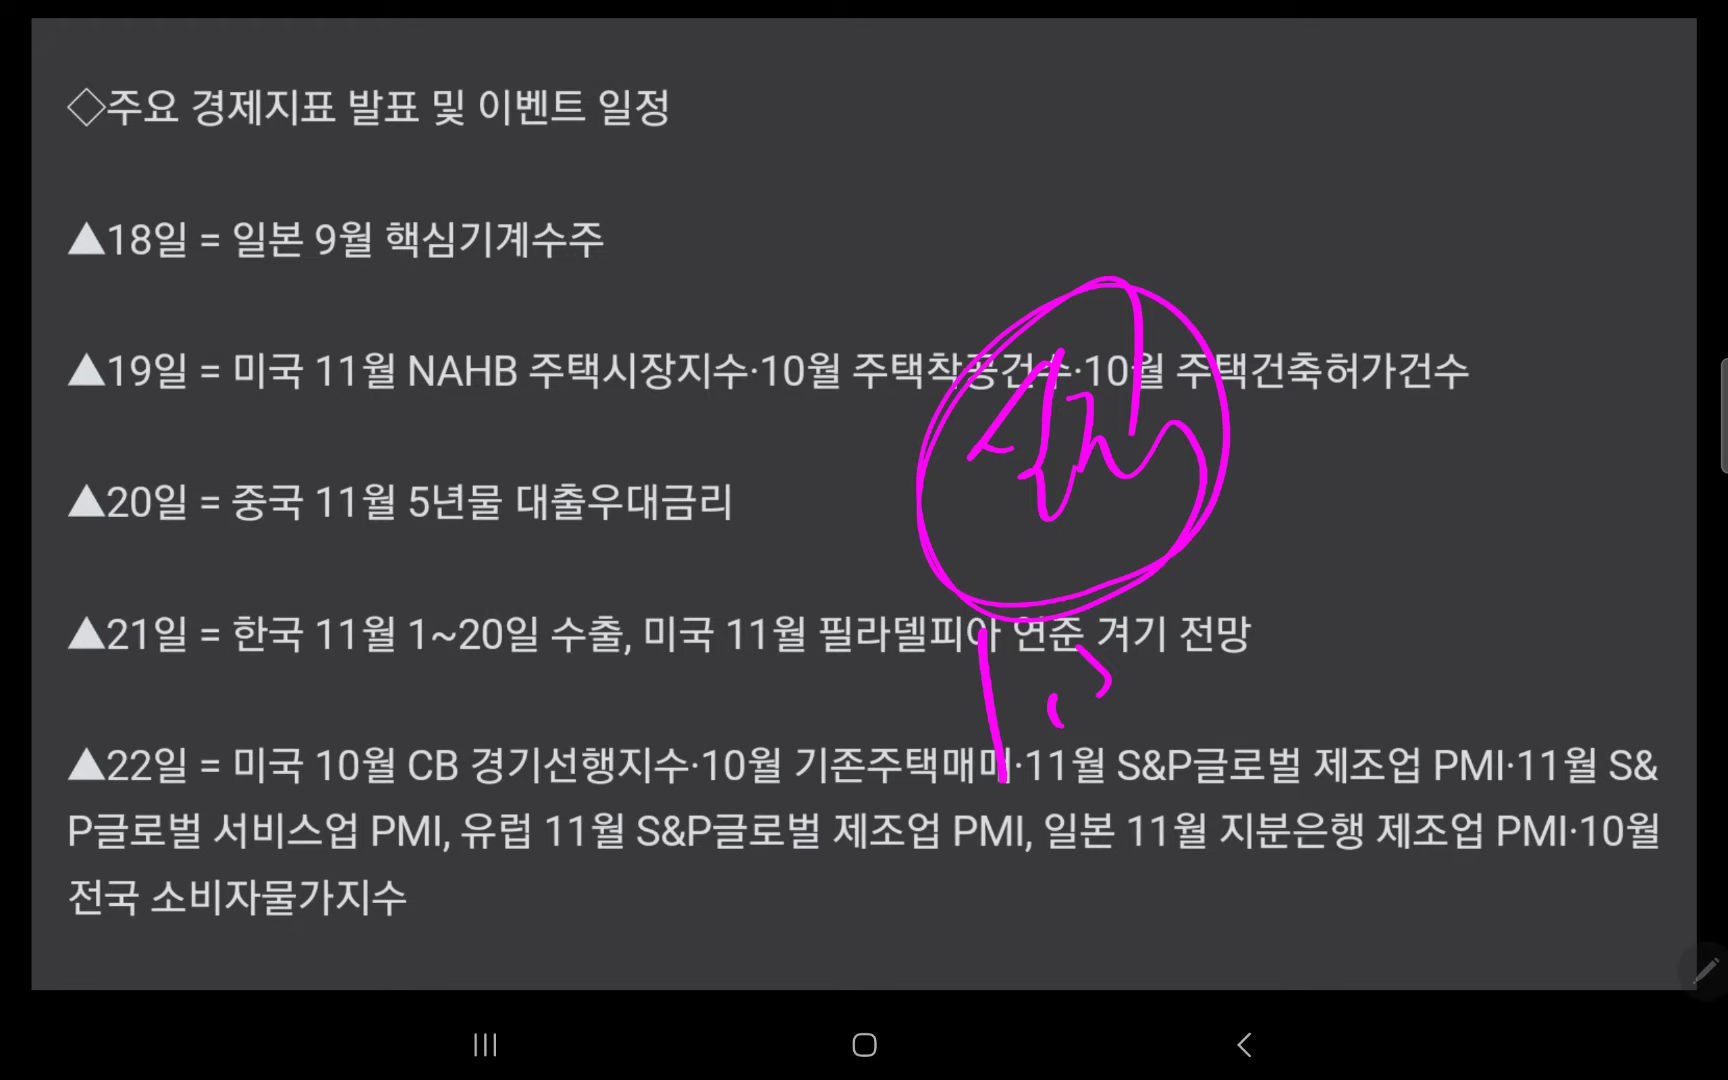 ◇주요 경제지표 발표 및 이벤트 일정
▲18일 = 일본 9월 핵심기계수주
▲19일 = 미국 11월 NAHB 주택시장지수·10월 주택착공건수·10월 주택건축허가건수
▲20일 = 중국 11월 5년물 대출우대금리
▲21일 = 한국 11월 1~20일 수출, 미국 11월 필라델피아 연준 겨기 전망
▲22일 = 미국 10월 CB 경기선행지수·10월 기존주택매매·11월 S&P글로벌 제조업 PMI·11월 S&
P글로벌 서비스업 PMI, 유럽 11월 S&P글로벌 제조업 PMI, 일본 11월 지분은행 제조업 PMI·10월
전국 소비자물가지수